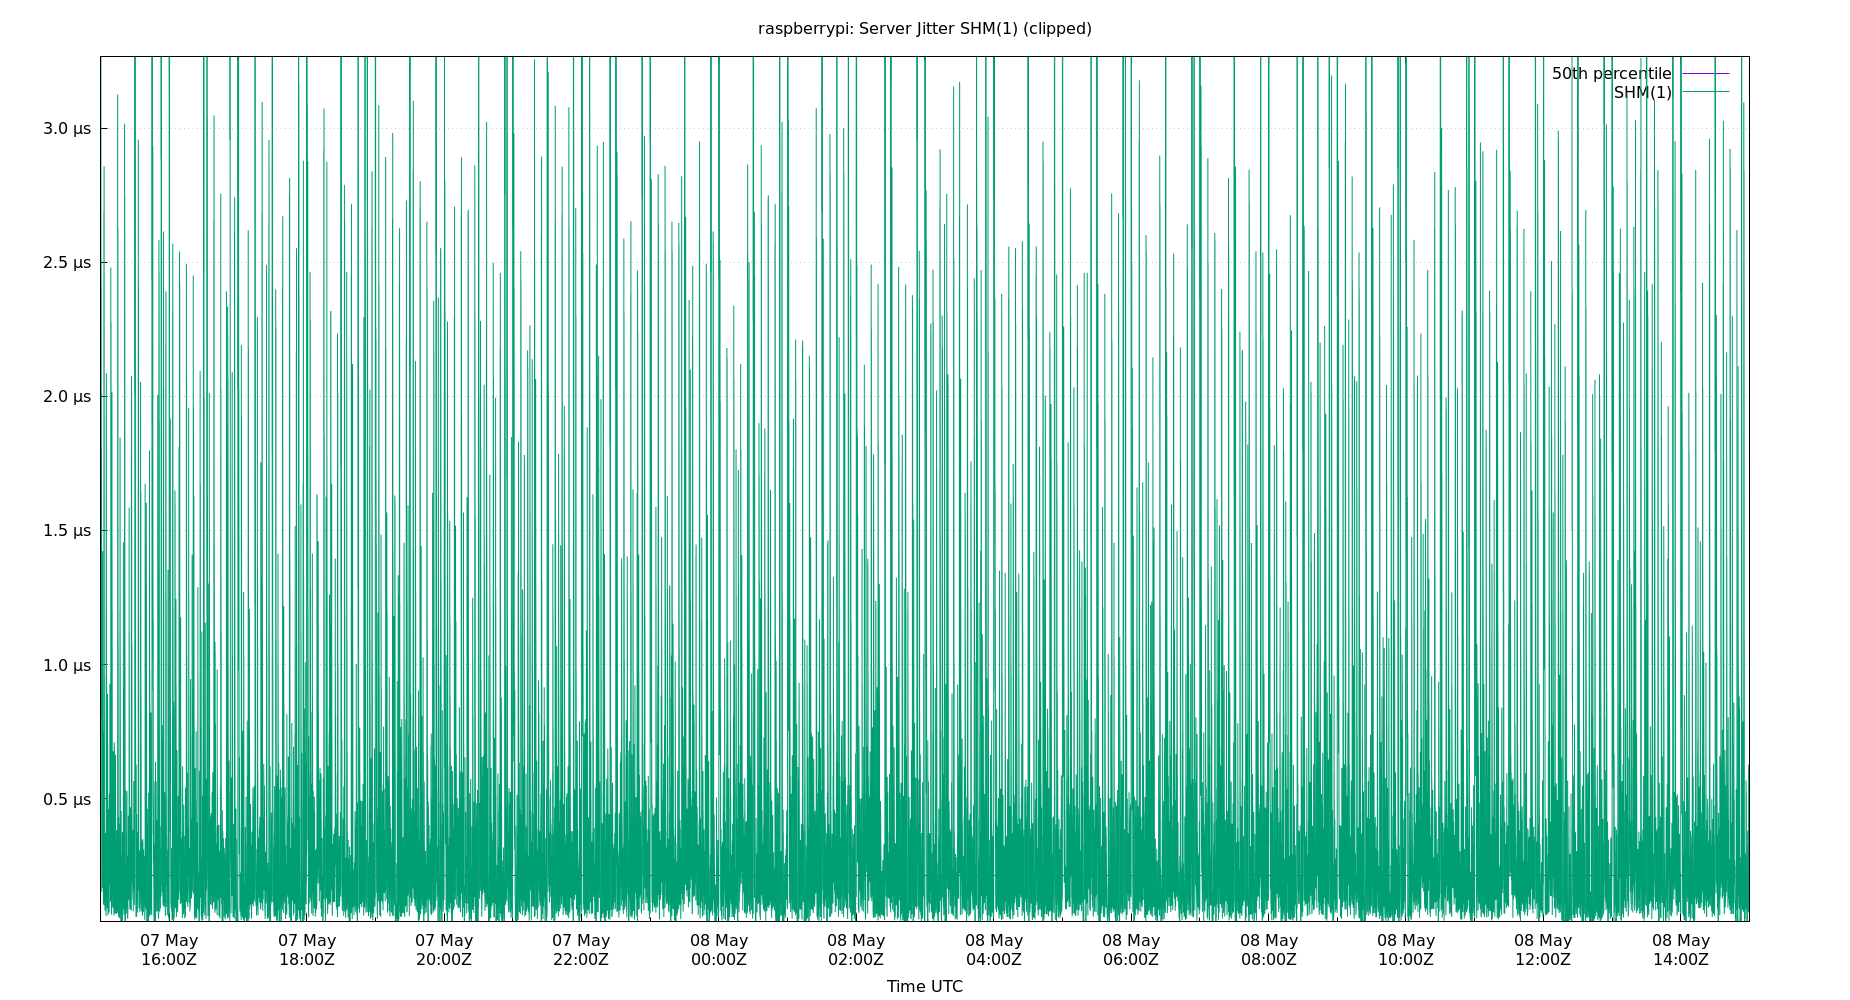 raspberrypi: Server Jitter SHM(1) (clipped)
50th percentile
SHM(1)
3.0 µs
2.5 µs
2.0 µs
1.5 µs
1.0 µs
0.5 µs
07 May 07 May 07 May 07 May 08 May 08 May 08 May 08 May 08 May 08 May 08 May 08 May
16:00Z 18:00Z 20:00Z 22:00Z 00:00Z 02:00Z 04:00Z 06:00Z 08:00Z 10:00Z 12:00Z 14:00Z
Time UTC